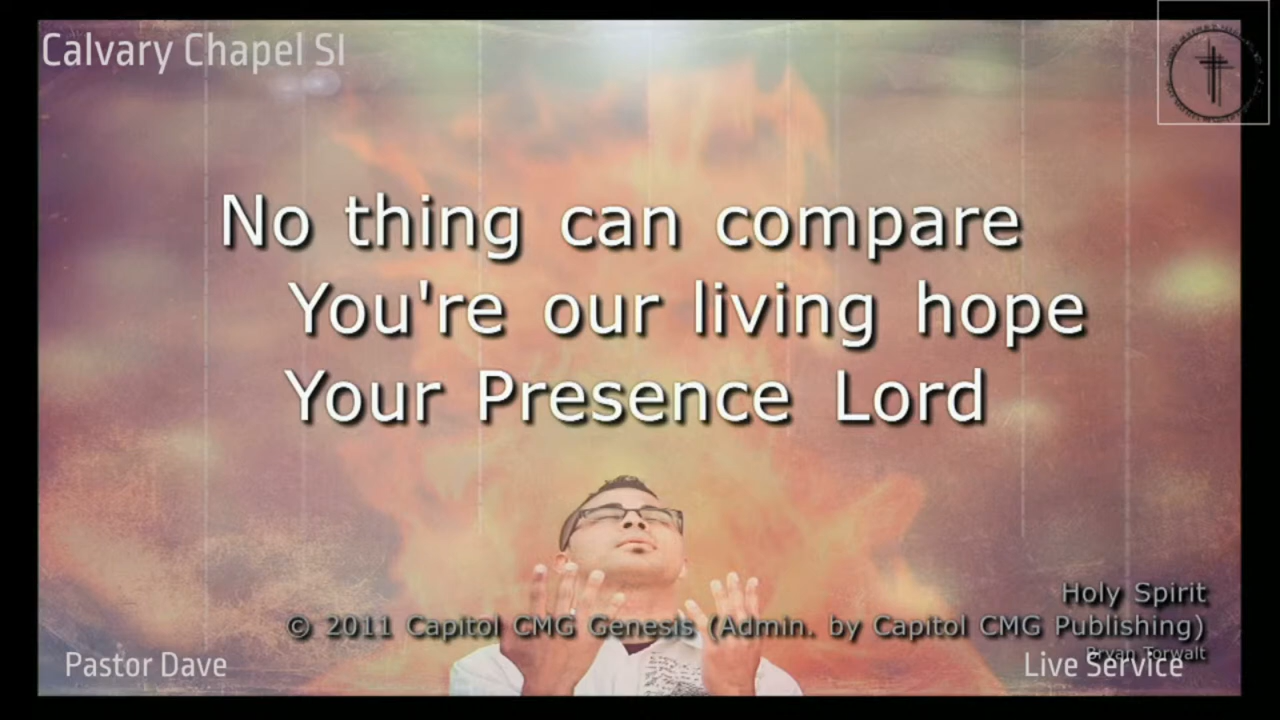 Calvary Chapel SI
No thing can compare
You're our living hope
Your Presence Lord
Holy Spirit
© 2011 Capitol CMG Genesis (Admin. by Capitol CMG Publishing)
Bryan Torwalt
Pastor Dave
Live Service